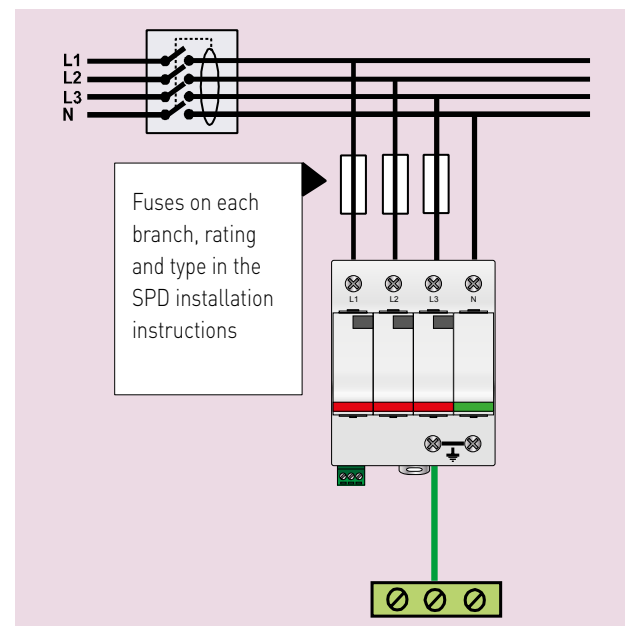 L1
L2
L3
N
Fuses on each
branch, rating
and type in the
SPD installation
instructions
L1 L2 L3 N